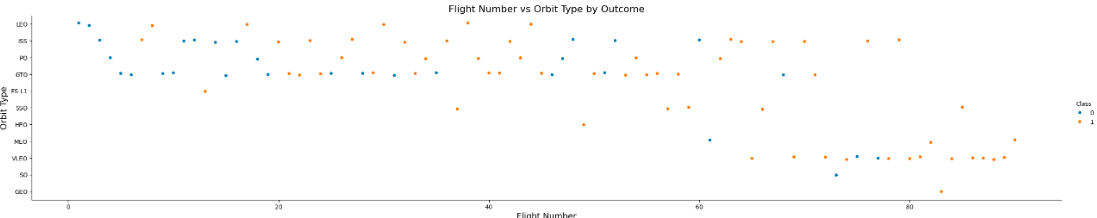 Flight Number vs Orbit Type by Outcome
LEO
ISS
PO
GTO
ES-L1
SSO
HEO
MEO
VLEO
SO
GEO
Orbit Type
0
20
40
60
80
Flight Number
Class
0
1